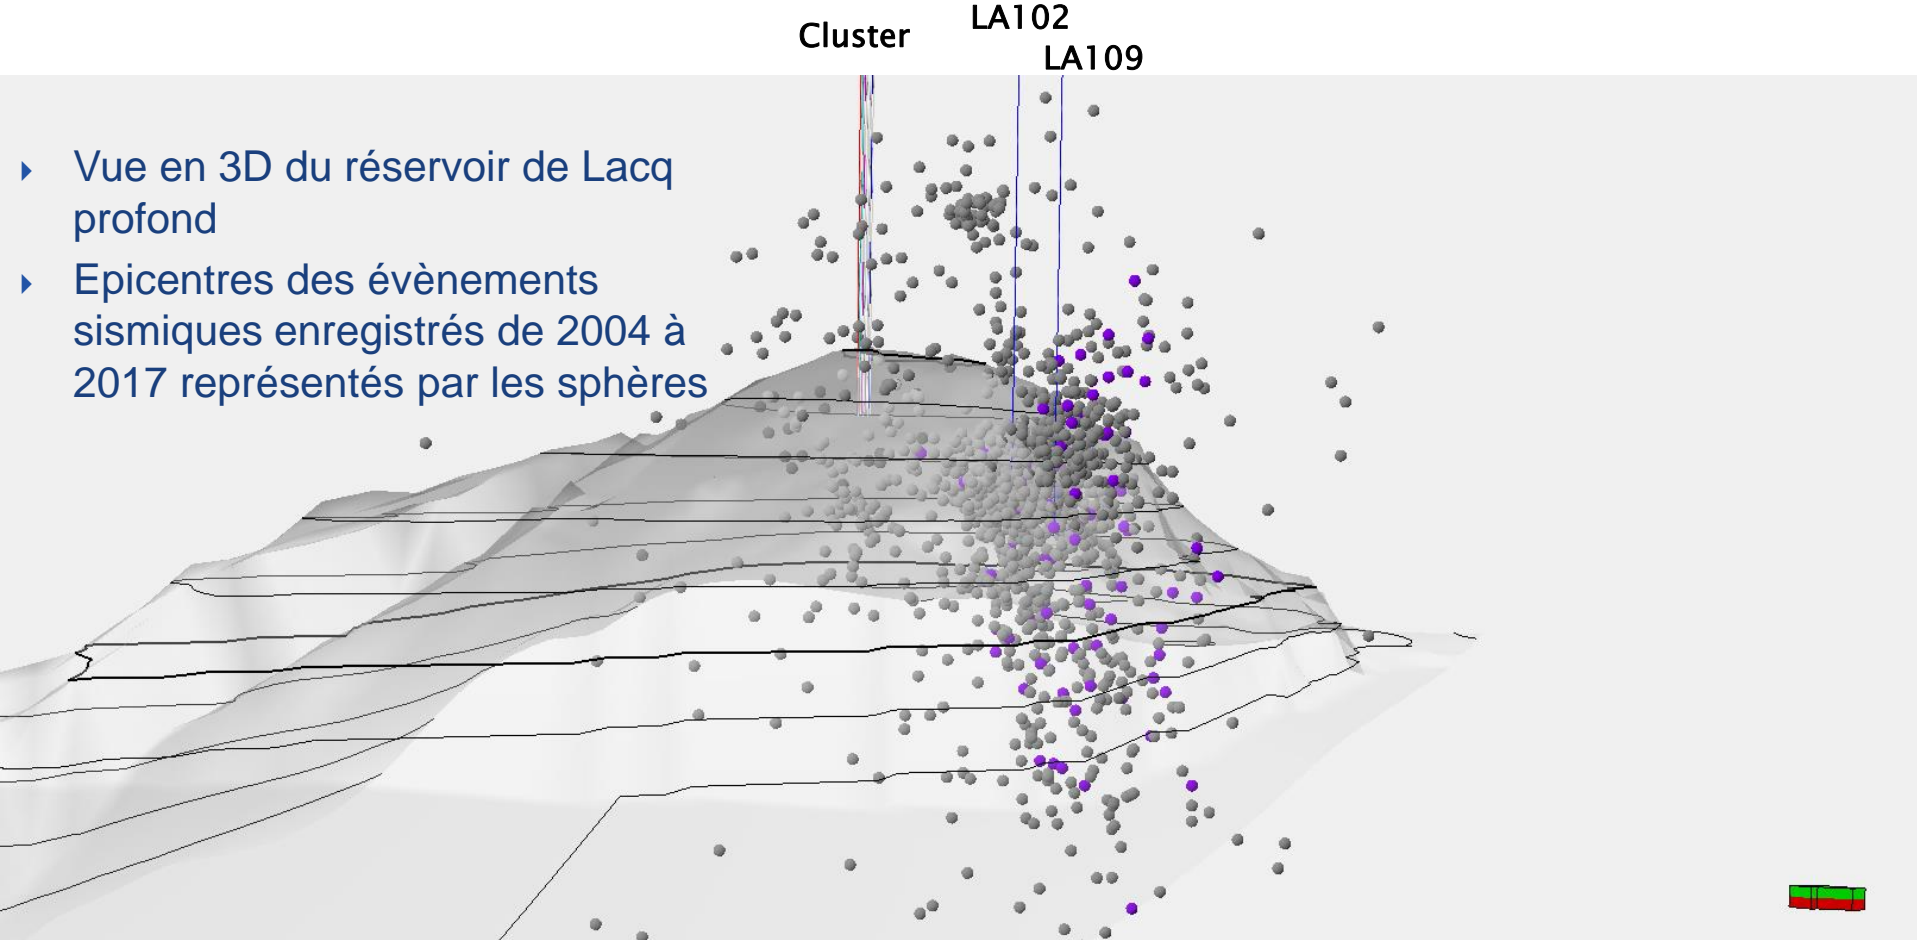 Cluster
LA102
LA109
Vue en 3D du réservoir de Lacq
profond
Epicentres des évènements
sismiques enregistrés de 2004 à
2017 représentés par les sphères